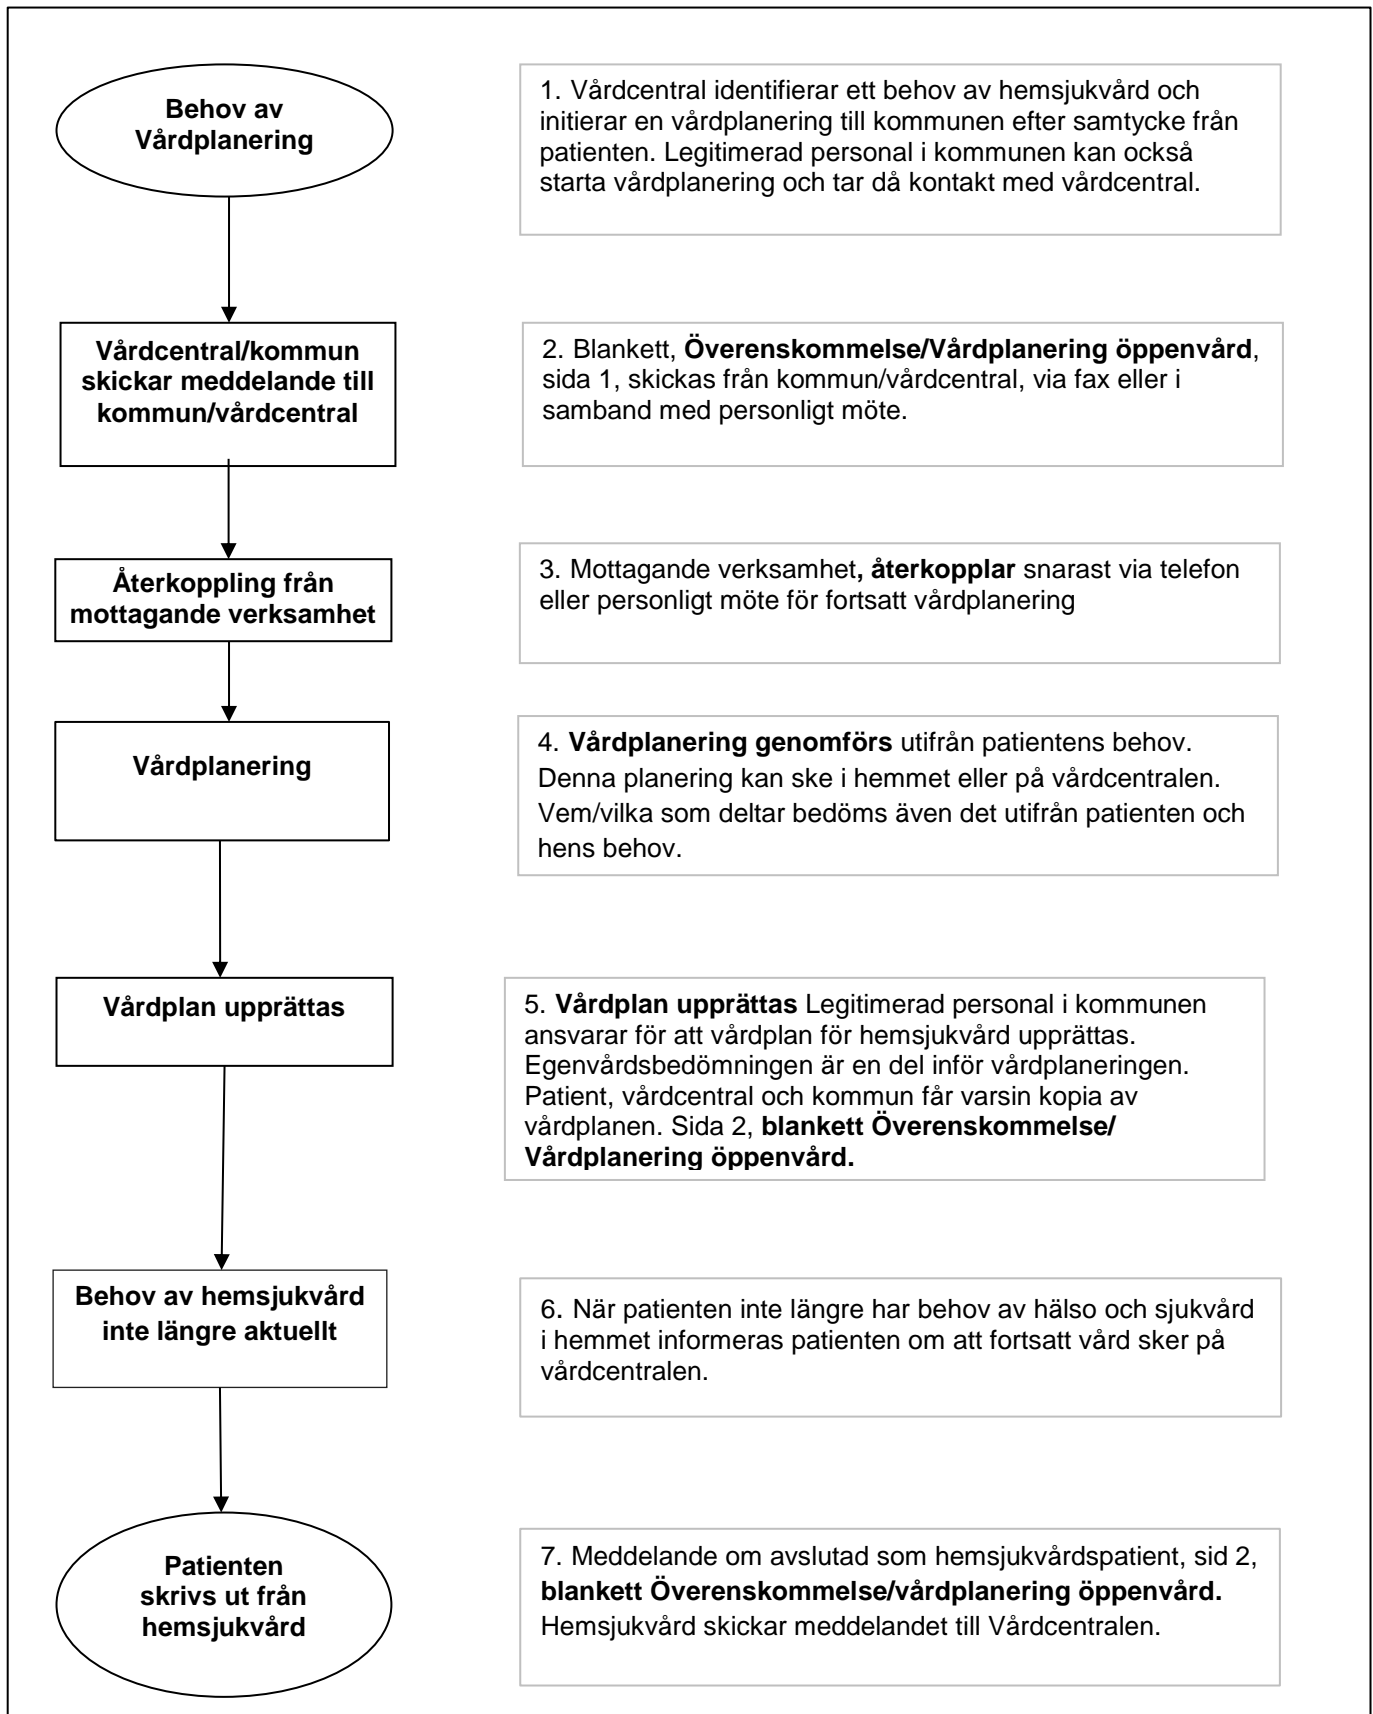 Behov av
Vårdplanering
1. Vårdcentral identifierar ett behov av hemsjukvård och
initierar en vårdplanering till kommunen efter samtycke från
patienten. Legitimerad personal i kommunen kan också
starta vårdplanering och tar då kontakt med vårdcentral.
Vårdcentral/kommun
skickar meddelande till
kommun/vårdcentral
2. Blankett, Överenskommelse/Vårdplanering öppenvård,
sida 1, skickas från kommun/vårdcentral, via fax eller i
samband med personligt möte.
Återkoppling från
mottagande verksamhet
3. Mottagande verksamhet, återkopplar snarast via telefon
eller personligt möte för fortsatt vårdplanering
Vårdplanering
4. Vårdplanering genomförs utifrån patientens behov.
Denna planering kan ske i hemmet eller på vårdcentralen.
Vem/vilka som deltar bedöms även det utifrån patienten och
hens behov.
Vårdplan upprättas
5. Vårdplan upprättas Legitimerad personal i kommunen
ansvarar för att vårdplan för hemsjukvård upprättas.
Egenvårdsbedömningen är en del inför vårdplaneringen.
Patient, vårdcentral och kommun får varsin kopia av
vårdplanen. Sida 2, blankett Överenskommelse/
Vårdplanering öppenvård.
Behov av hemsjukvård
inte längre aktuellt
6. När patienten inte längre har behov av hälso och sjukvård
i hemmet informeras patienten om att fortsatt vård sker på
vårdcentralen.
Patienten
skrivs ut från
hemsjukvård
7. Meddelande om avslutad som hemsjukvårdspatient, sid 2,
blankett Överenskommelse/vårdplanering öppenvård.
Hemsjukvård skickar meddelandet till Vårdcentralen.